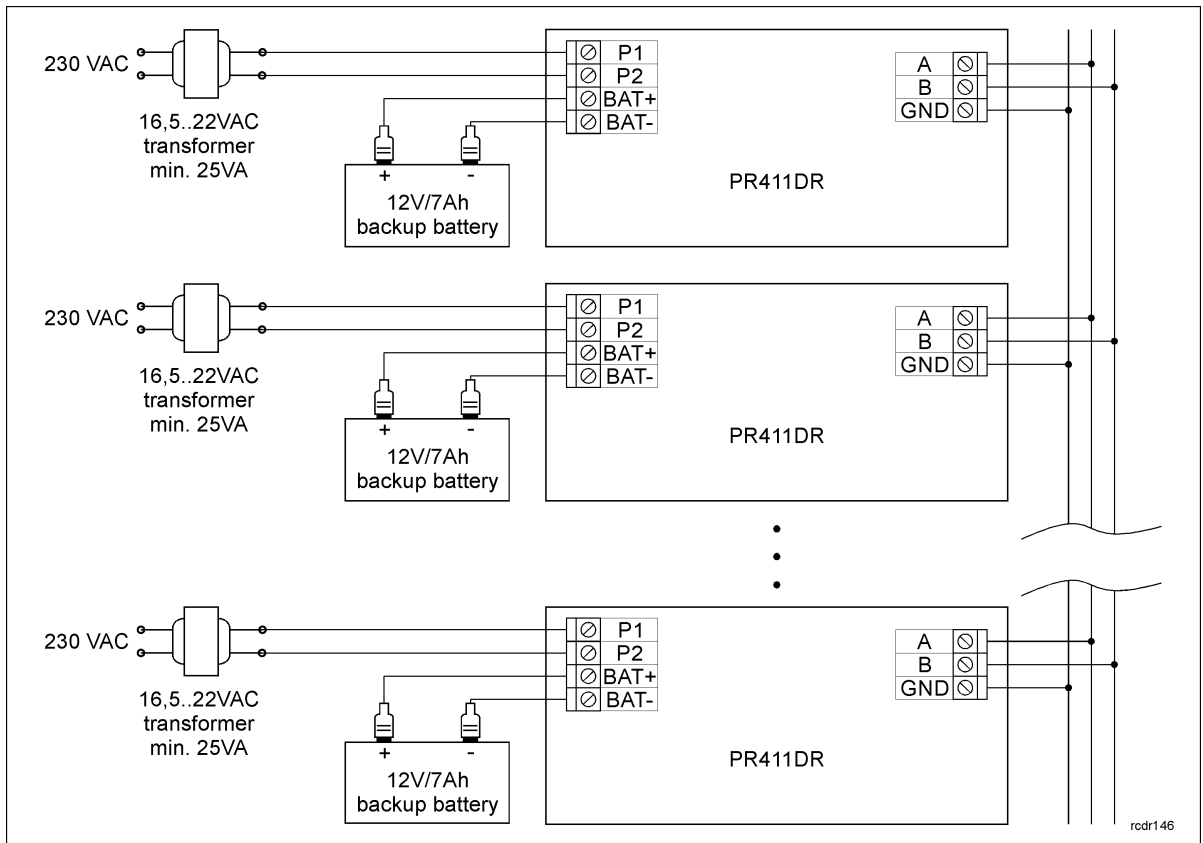 230 VAC
16,5..22VAC
transformer
min. 25VA
P1
P2
BAT+
BAT-
+ -
12V/7Ah
backup battery
PR411DR
A
B
GND
230 VAC
16,5..22VAC
transformer
min. 25VA
P1
P2
BAT+
BAT-
+ -
12V/7Ah
backup battery
PR411DR
A
B
GND
230 VAC
16,5..22VAC
transformer
min. 25VA
P1
P2
BAT+
BAT-
+ -
12V/7Ah
backup battery
PR411DR
A
B
GND
rcdr146